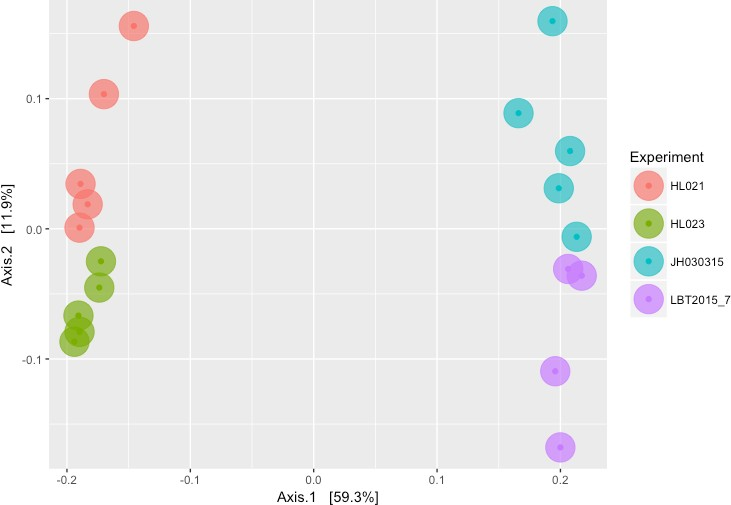 0.1
0.0
-0.1
Axis.2 [11.9%]
-0.2
-0.1
0.0
0.1
0.2
Axis.1 [59.3%]
Experiment
HL021
HL023
JH030315
LBT2015_7